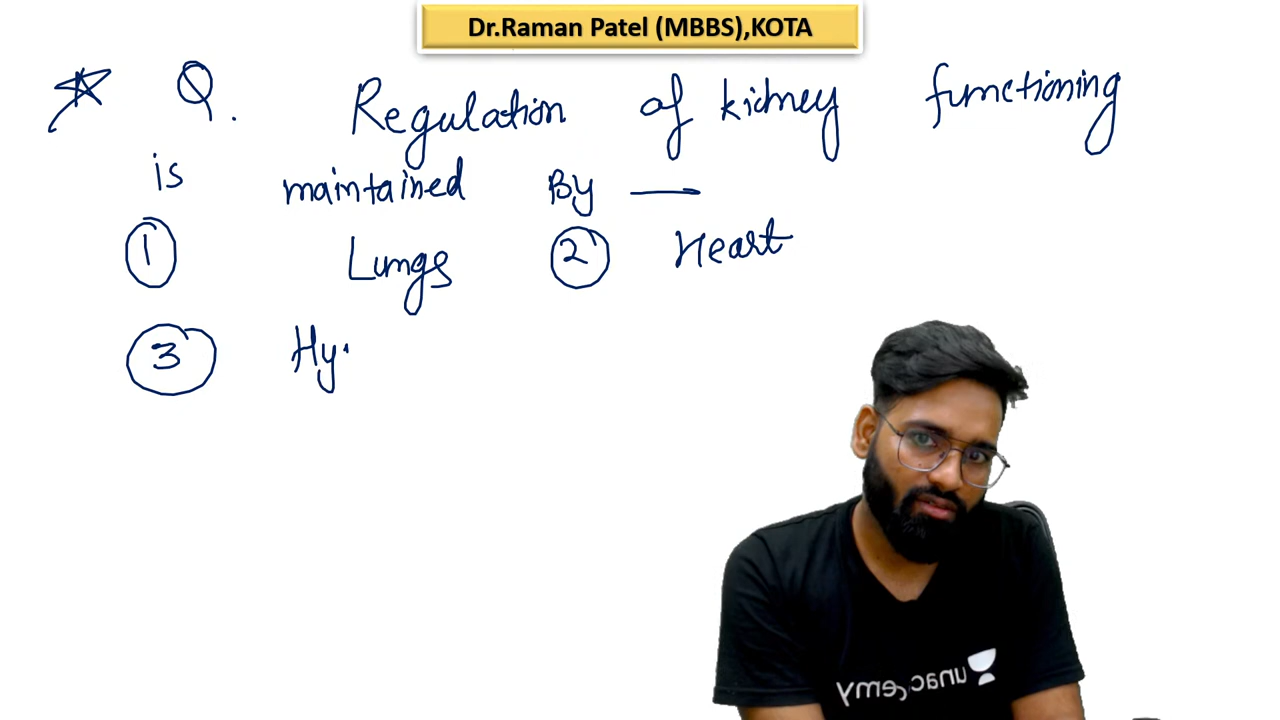 Dr.Raman Patel (MBBS),KOTA
Q. Regulation of kidney functioning
is maintained By —
1 Lungs 2 Heart
3 Hy
unacademy